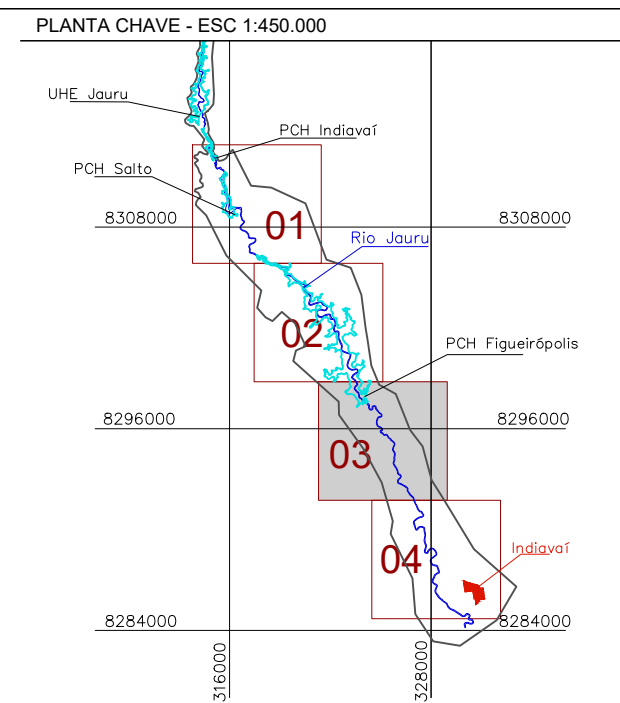 PLANTA CHAVE - ESC 1:450.000
UHE Jauru
PCH Indiavaí
PCH Salto
8308000
01
8308000
Rio Jauru
02
PCH Figueirópolis
8296000
8296000
03
04
Indiavaí
8284000
8284000
316000
328000